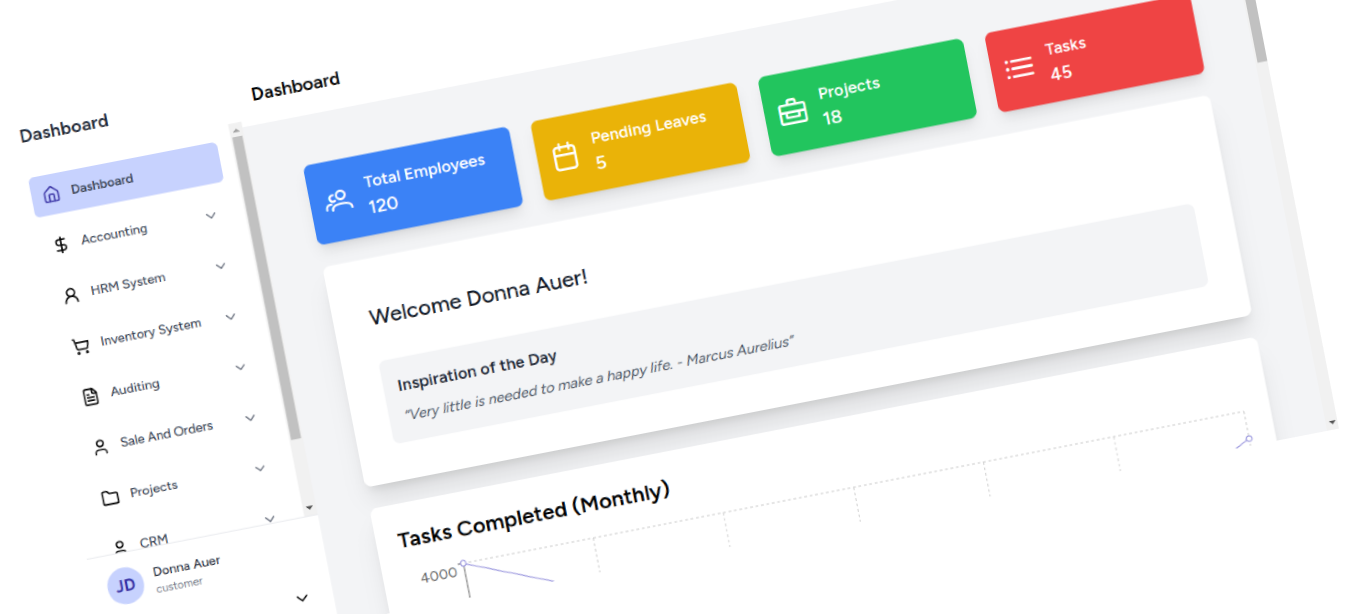 Dashboard
Dashboard
Accounting
HRM System
Inventory System
Auditing
Sale And Orders
Projects
CRM
JD
Donna Auer
customer
Dashboard
Total Employees
120
Pending Leaves
5
Projects
18
Tasks
45
Welcome Donna Auer!
Inspiration of the Day
"Very little is needed to make a happy life. - Marcus Aurelius"
Tasks Completed (Monthly)
4000